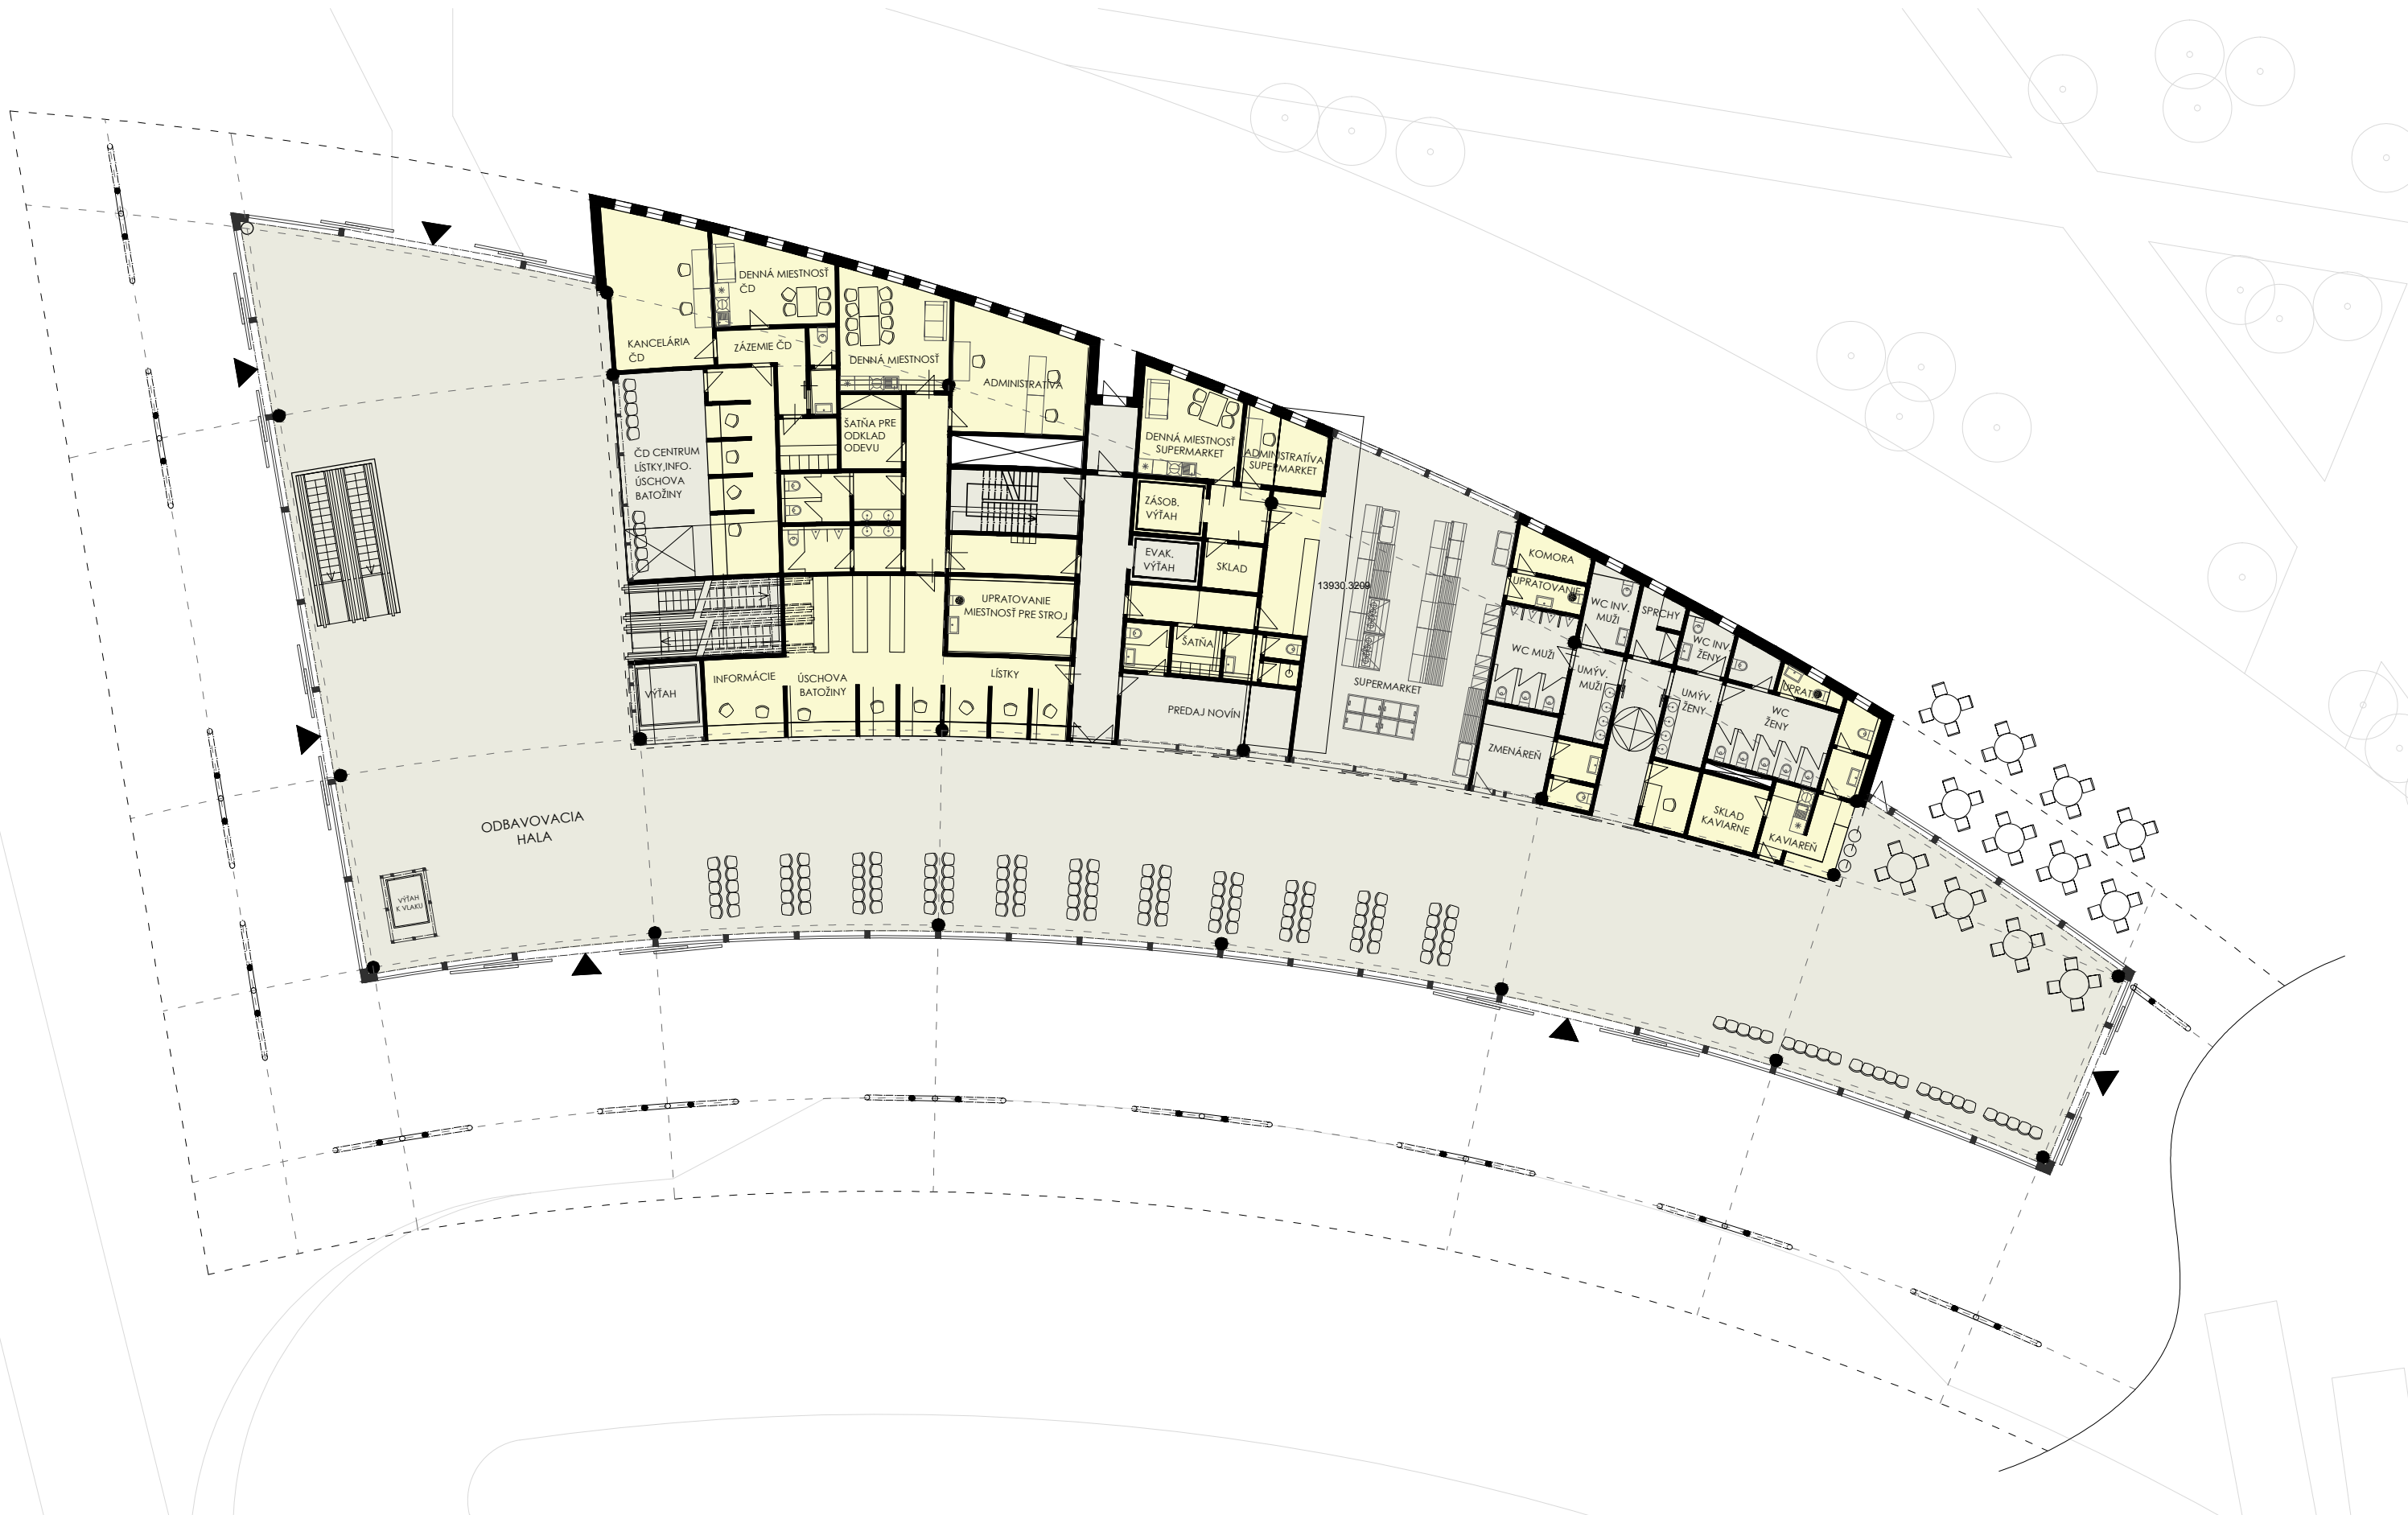 DENNÁ MIESTNOSŤ
ČD
KANCELÁRIA
ČD
ZÁZEMIE ČD
DENNÁ MIESTNOSŤ
ADMINISTRATÍVA
ŠATŇA PRE
ODKLAD
ODEVU
ČD CENTRUM
LÍSTKY,INFO.
ÚSCHOVA
BATOŽINY
DENNÁ MIESTNOSŤ
SUPERMARKET
ADMINISTRATÍVA
SUPERMARKET
ZÁSOB.
VÝŤAH
EVAK.
VÝŤAH
SKLAD
13930.3209
KOMORA
UPRATOVANIE
WC INV.
MUŽI
SPRCHY
WC INV.
ŽENY
UPRATOVANIE
MIESTNOSŤ PRE STROJ
ŠATŇA
WC MUŽI
UMÝV.
MUŽI
UMÝV.
ŽENY
WC
ŽENY
UPRAT.
VÝŤAH
INFORMÁCIE
ÚSCHOVA
BATOŽINY
LÍSTKY
PREDAJ NOVÍN
SUPERMARKET
ZMENÁREŇ
SKLAD
KAVIARNE
KAVIAREŇ
ODBAVOVACIA
HALA
VÝŤAH
K VLAKU